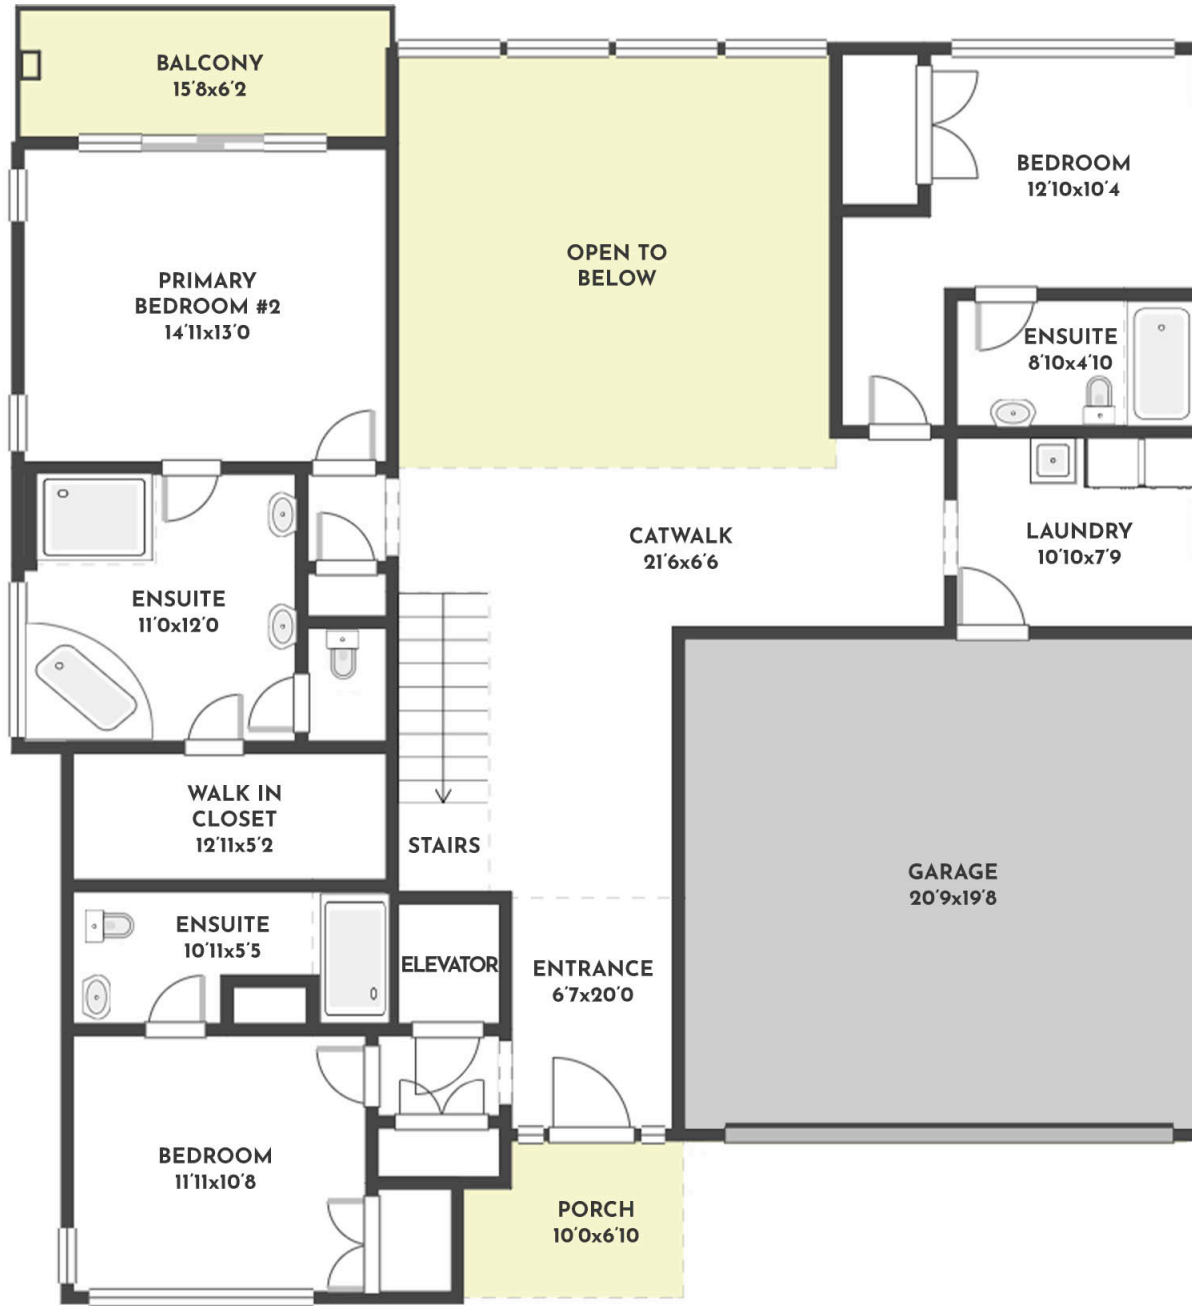 BALCONY
15'8x6'2
PRIMARY
BEDROOM #2
14'11x13'0
OPEN TO
BELOW
BEDROOM
12'10x10'4
ENSUITE
8'10x4'10
ENSUITE
11'0x12'0
CATWALK
21'6x6'6
LAUNDRY
10'10x7'9
WALK IN
CLOSET
12'11x5'2
STAIRS
GARAGE
20'9x19'8
ENSUITE
10'11x5'5
ELEVATOR
ENTRANCE
6'7x20'0
BEDROOM
11'11x10'8
PORCH
10'0x6'10